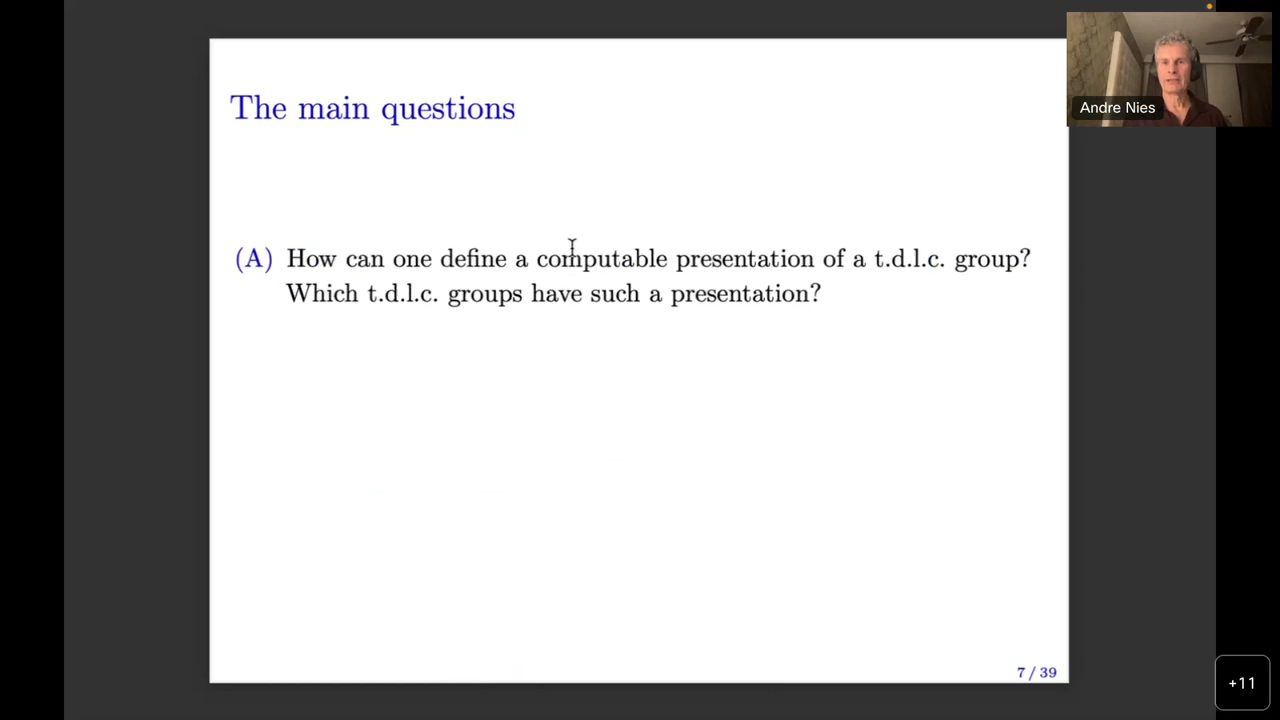 The main questions
Andre Nies
(A) How can one define a computable presentation of a t.d.l.c. group?
Which t.d.l.c. groups have such a presentation?
7 / 39
+11